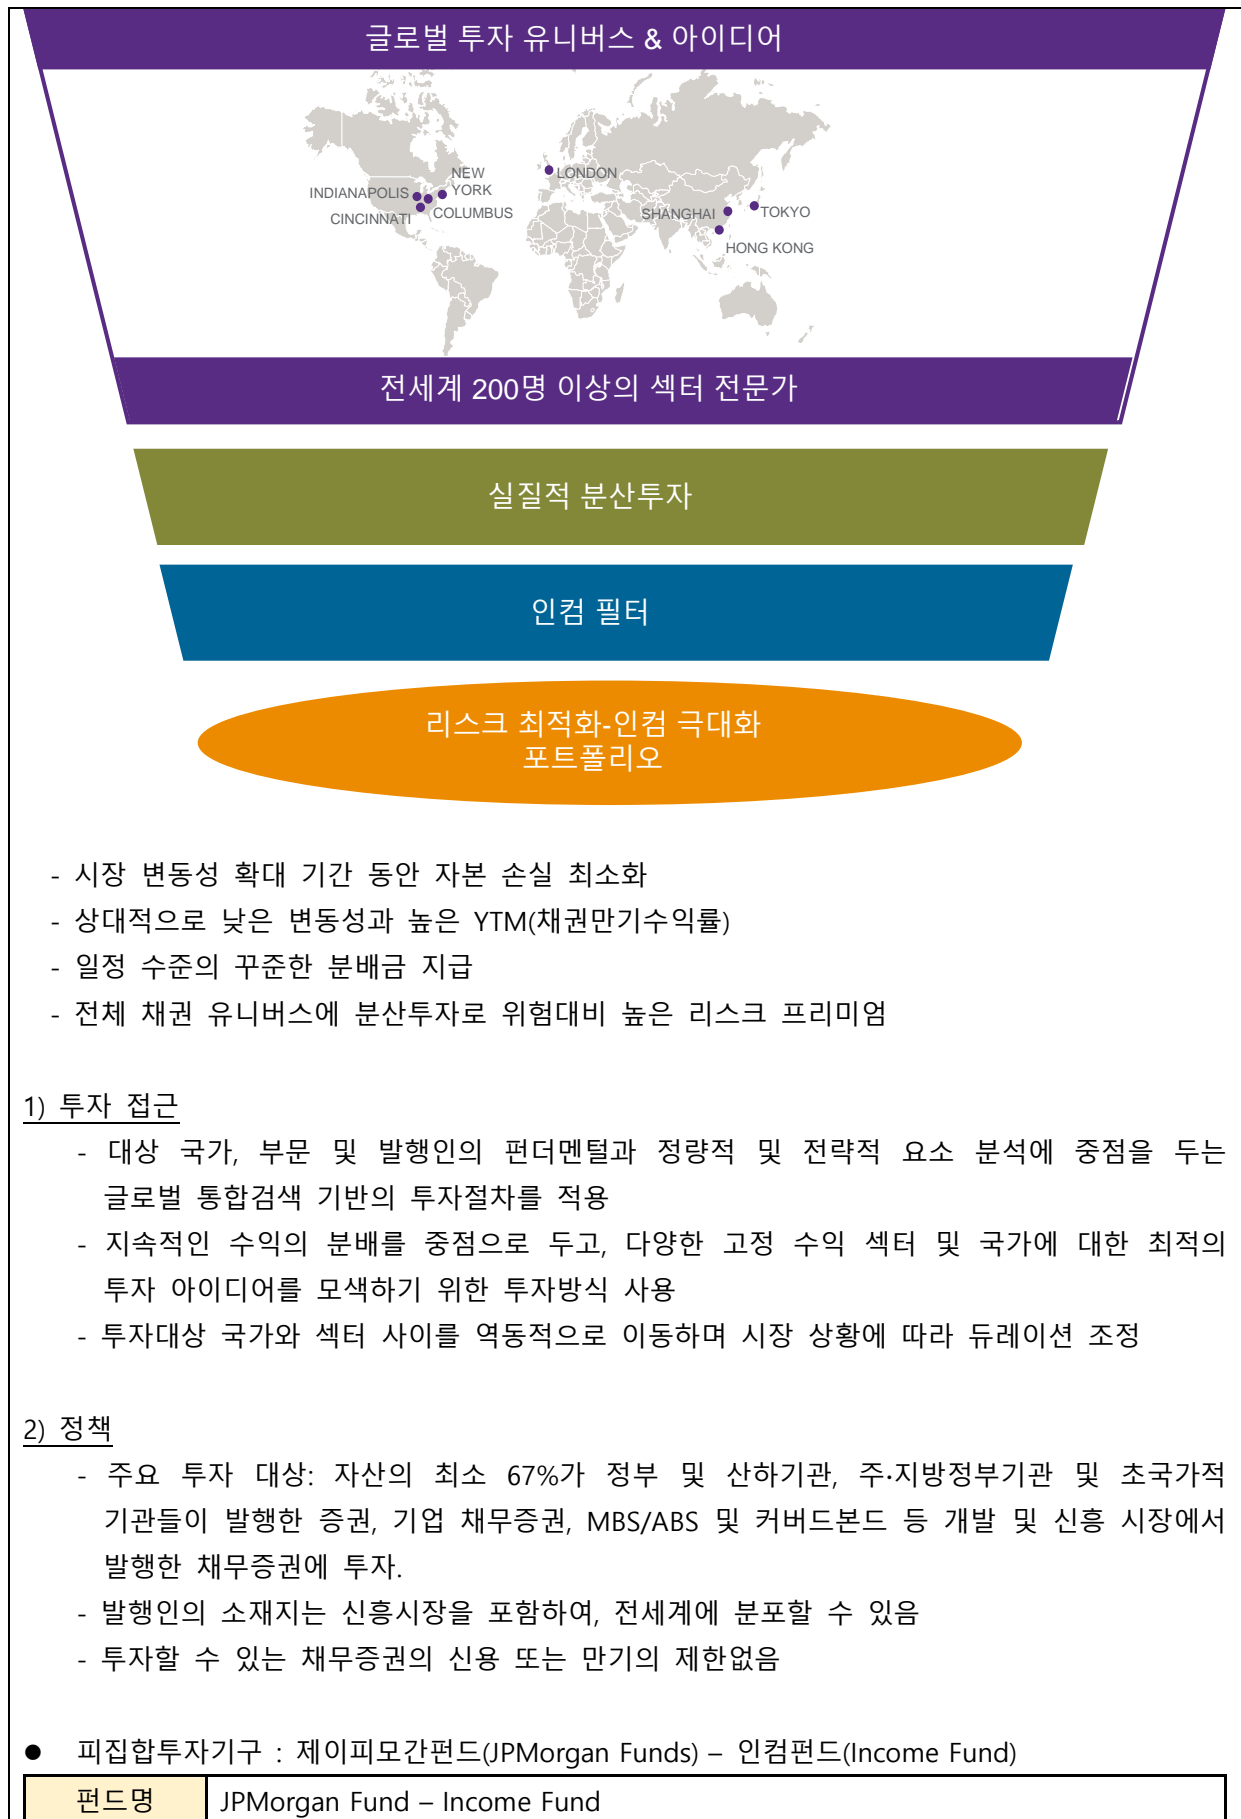 글로벌 투자 유니버스 & 아이디어
NEW
YORK
LONDON
INDIANAPOLIS
CINCINNATI
COLUMBUS
SHANGHAI
TOKYO
HONG KONG
전세계 200명 이상의 섹터 전문가
실질적 분산투자
인컴 필터
리스크 최적화-인컴 극대화
포트폴리오
- 시장 변동성 확대 기간 동안 자본 손실 최소화
- 상대적으로 낮은 변동성과 높은 YTM(채권만기수익률)
- 일정 수준의 꾸준한 분배금 지급
- 전체 채권 유니버스에 분산투자로 위험대비 높은 리스크 프리미엄
1) 투자 접근
- 대상 국가, 부문 및 발행인의 펀더멘털과 정량적 및 전략적 요소 분석에 중점을 두는
글로벌 통합검색 기반의 투자절차를 적용
- 지속적인 수익의 분배를 중점으로 두고, 다양한 고정 수익 섹터 및 국가에 대한 최적의
투자 아이디어를 모색하기 위한 투자방식 사용
- 투자대상 국가와 섹터 사이를 역동적으로 이동하며 시장 상황에 따라 듀레이션 조정
2) 정책
- 주요 투자 대상: 자산의 최소 67%가 정부 및 산하기관, 주·지방정부기관 및 초국가적
기관들이 발행한 증권, 기업 채무증권, MBS/ABS 및 커버드본드 등 개발 및 신흥 시장에서
발행한 채무증권에 투자.
- 발행인의 소재지는 신흥시장을 포함하여, 전세계에 분포할 수 있음
- 투자할 수 있는 채무증권의 신용 또는 만기의 제한없음
● 피집합투자기구 : 제이피모간펀드(JPMorgan Funds) – 인컴펀드(Income Fund)
펀드명 JPMorgan Fund – Income Fund